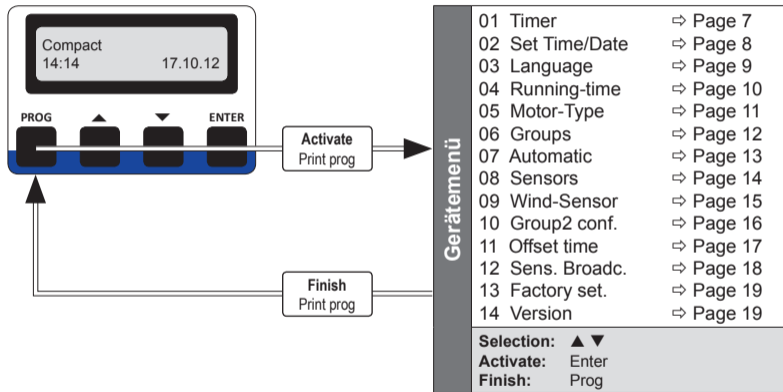 Compact
14:14 17.10.12
PROG ▲ ▼ ENTER
Activate
Print prog
Finish
Print prog
Gerätemenü
01 Timer ⇨ Page 7
02 Set Time/Date ⇨ Page 8
03 Language ⇨ Page 9
04 Running-time ⇨ Page 10
05 Motor-Type ⇨ Page 11
06 Groups ⇨ Page 12
07 Automatic ⇨ Page 13
08 Sensors ⇨ Page 14
09 Wind-Sensor ⇨ Page 15
10 Group2 conf. ⇨ Page 16
11 Offset time ⇨ Page 17
12 Sens. Broadc. ⇨ Page 18
13 Factory set. ⇨ Page 19
14 Version ⇨ Page 19
Selection: ▲ ▼
Activate: Enter
Finish: Prog